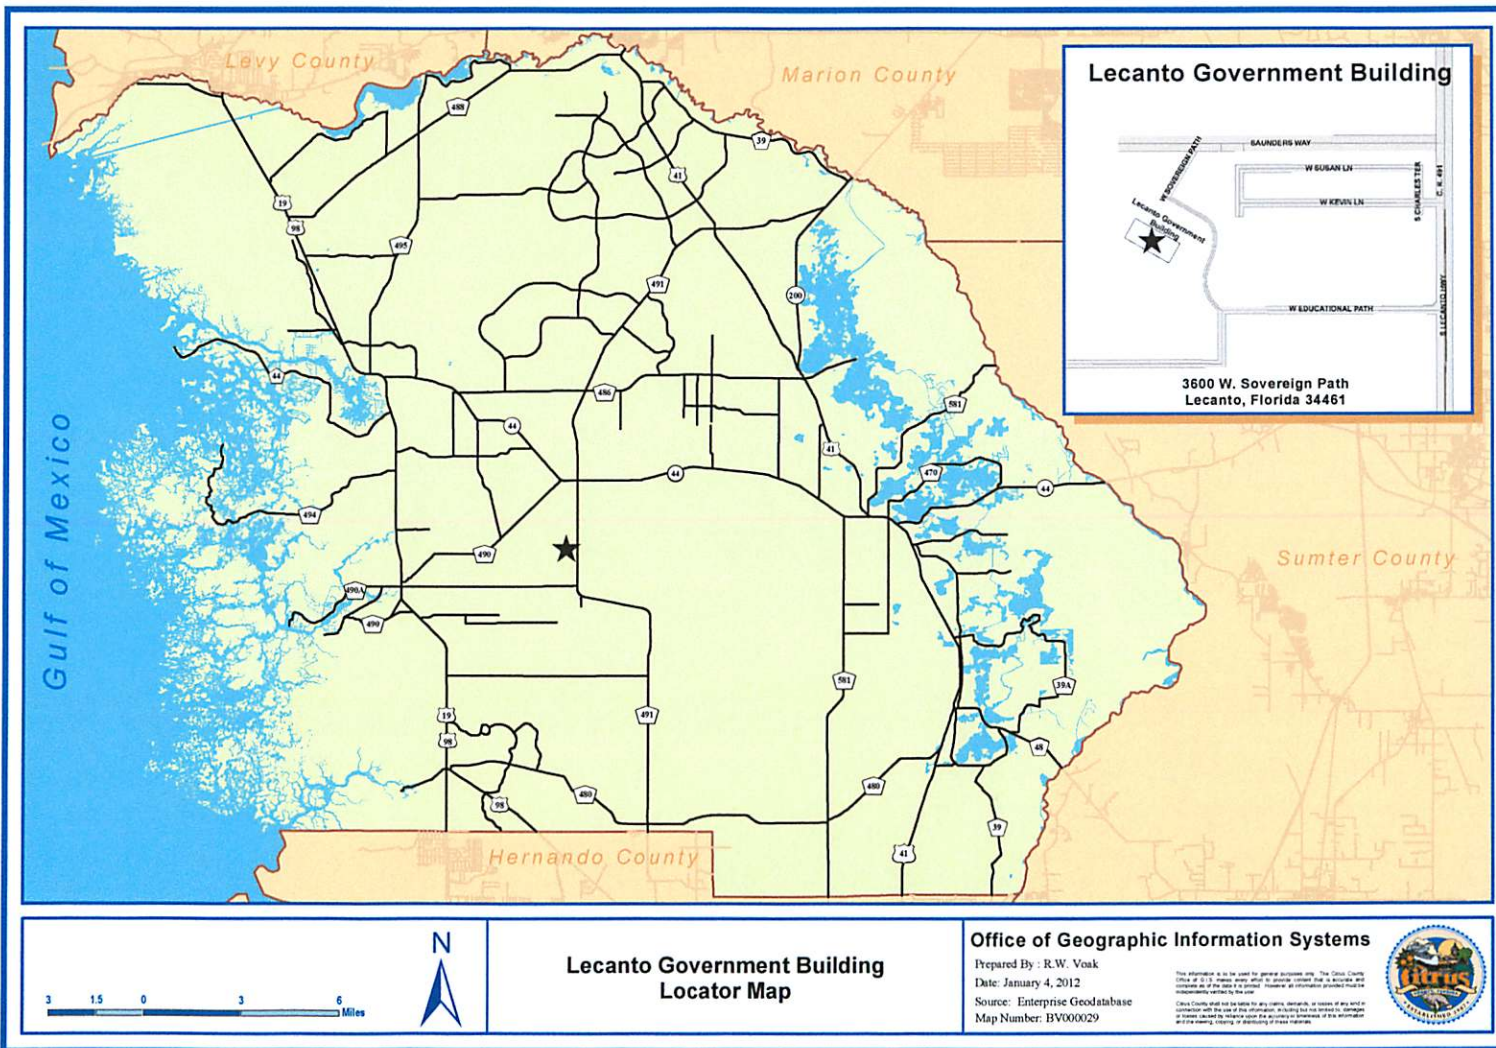 Levy County
Marion County
Gulf of Mexico
Sumter County
Hernando County
488
39
41
19
98
495
491
200
44
486
44
581
41
470
44
44
494
490
490A
490
581
39A
19
98
491
48
480
98
480
39
41
Lecanto Government Building
SAUNDERS WAY
W SOVEREIGN PATH
W SUSAN LN
W KEVIN LN
S CHARLES TER
C. R. 491
Lecanto Government
Building
W EDUCATIONAL PATH
S LECANTO HWY
3600 W. Sovereign Path
Lecanto, Florida 34461
3 1.5 0 3 6
Miles
N
Lecanto Government Building
Locator Map
Office of Geographic Information Systems
Prepared By : R.W. Voak
Date: January 4, 2012
Source: Enterprise Geodatabase
Map Number: BV000029
Citrus